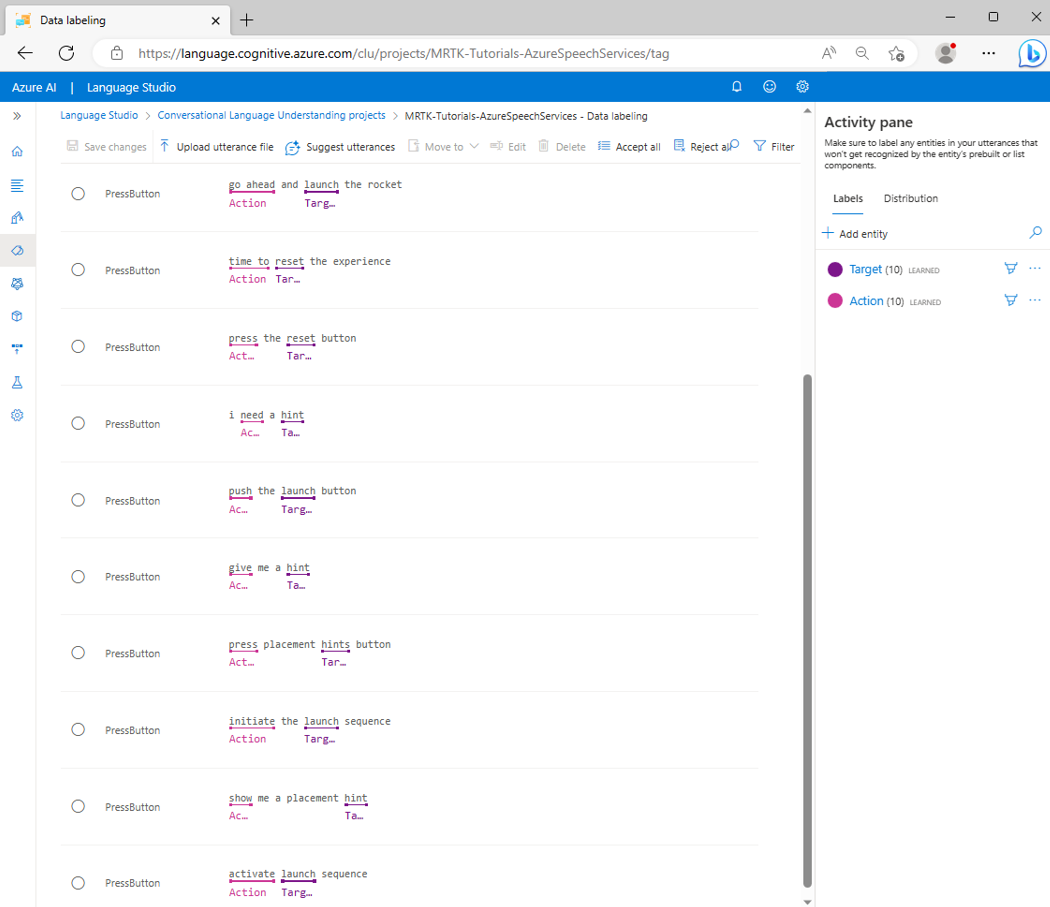 Data labeling
https://language.cognitive.azure.com/clu/projects/MRTK-Tutorials-AzureSpeechServices/tag
Azure AI | Language Studio
Language Studio > Conversational Language Understanding projects > MRTK-Tutorials-AzureSpeechServices - Data labeling
Save changes Upload utterance file Suggest utterances Move to Edit Delete Accept all Reject all Filter
PressButton go ahead and launch the rocket
Action Targ…
PressButton time to reset the experience
Action Tar…
PressButton press the reset button
Act… Tar…
PressButton i need a hint
Ac… Ta…
PressButton push the launch button
Ac… Targ…
PressButton give me a hint
Ac… Ta…
PressButton press placement hints button
Act… Tar…
PressButton initiate the launch sequence
Action Targ…
PressButton show me a placement hint
Ac… Ta…
PressButton activate launch sequence
Action Targ…
Activity pane
Make sure to label any entities in your utterances that
won't get recognized by the entity's prebuilt or list
components.
Labels Distribution
Add entity
Target (10) LEARNED
Action (10) LEARNED